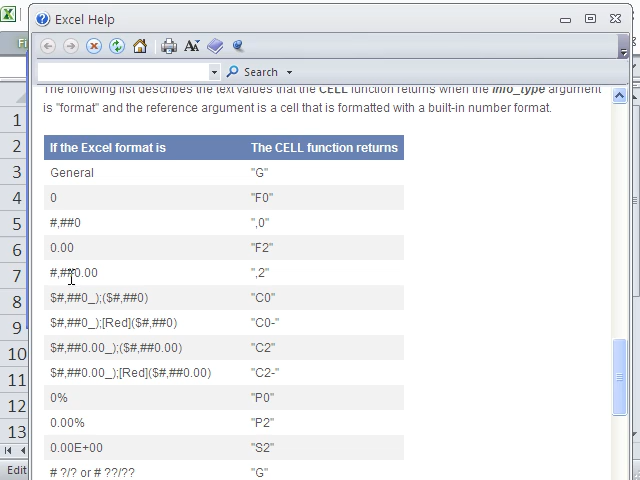 Excel Help
Search
The following list describes the text values that the CELL function returns when the info_type argument
is "format" and the reference argument is a cell that is formatted with a built-in number format.
If the Excel format is The CELL function returns
General "G"
0 "F0"
#,##0 ",0"
0.00 "F2"
#,##0.00 ",2"
$#,##0_);($#,##0) "C0"
$#,##0_);[Red]($#,##0) "C0-"
$#,##0.00_);($#,##0.00) "C2"
$#,##0.00_);[Red]($#,##0.00) "C2-"
0% "P0"
0.00% "P2"
0.00E+00 "S2"
# ?/? or # ??/?? "G"
1
2
3
4
5
6
7
8
9
10
11
12
13
Edit